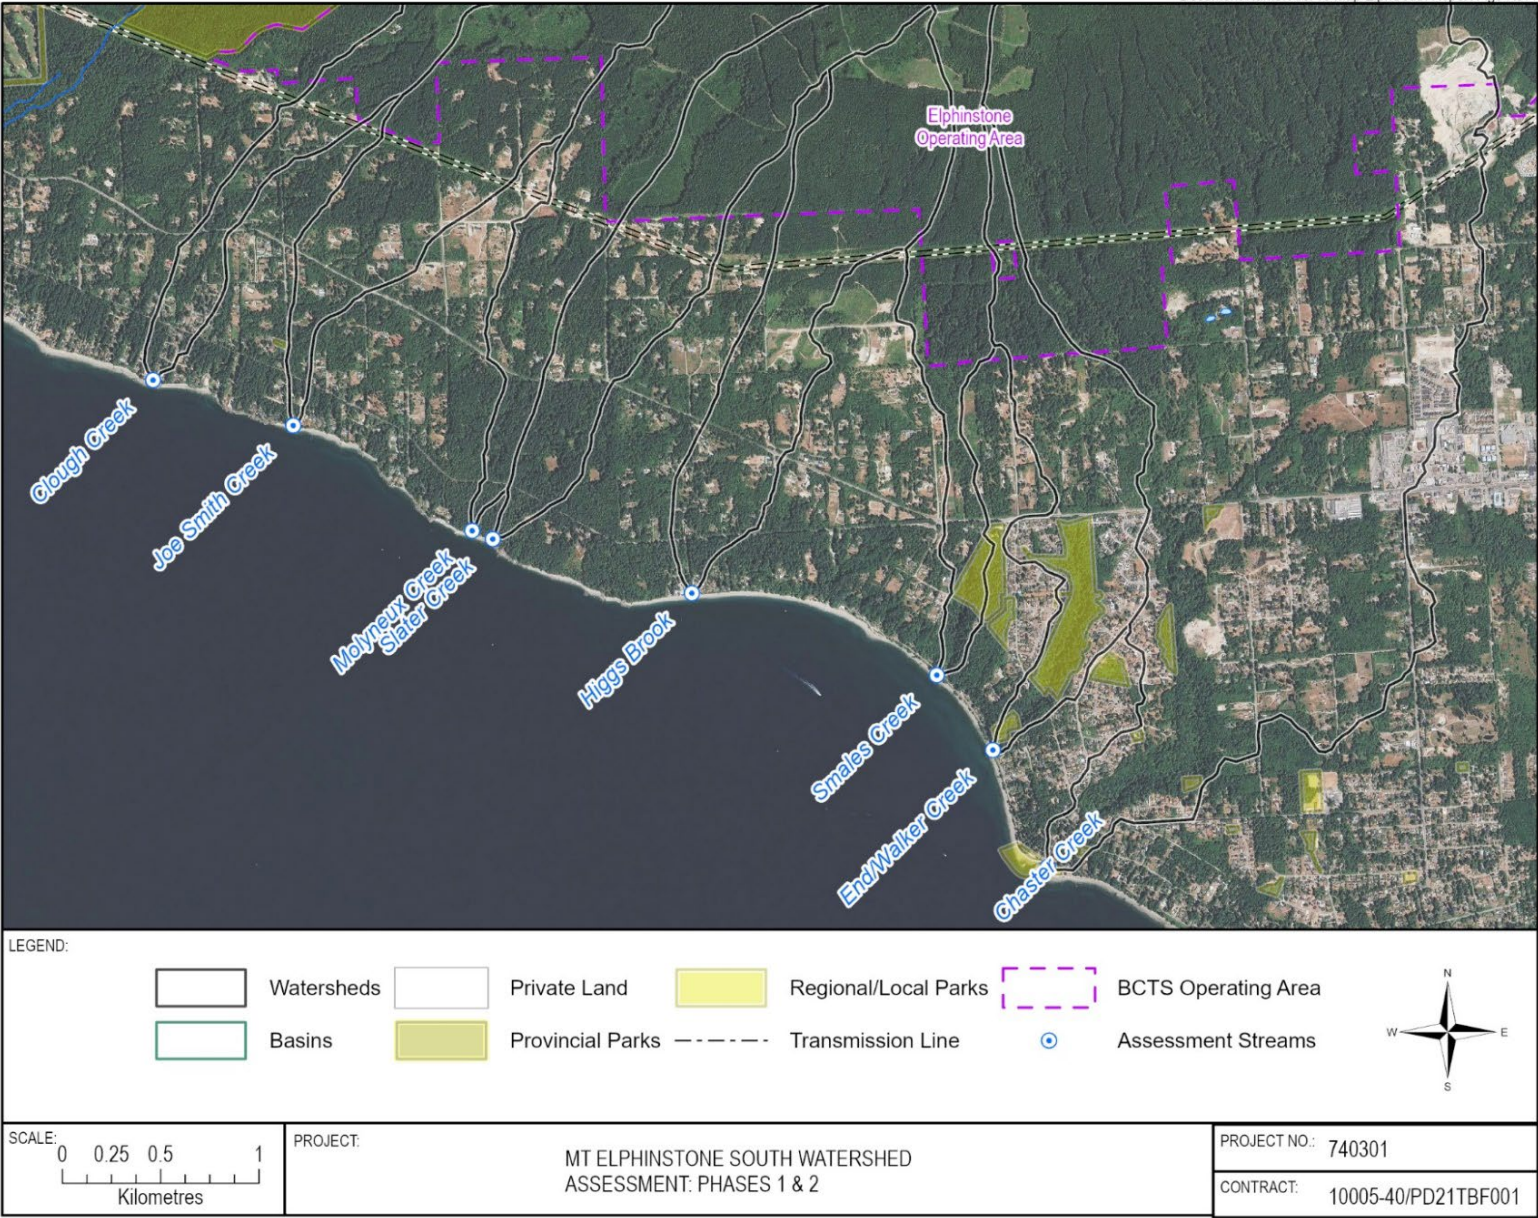 Elphinstone
Operating Area
Clough Creek
Joe Smith Creek
Molyneux Creek
Slater Creek
Higgs Brook
Smales Creek
End/Walker Creek
Chaster Creek
LEGEND:
Watersheds
Private Land
Regional/Local Parks
BCTS Operating Area
Basins
Provincial Parks
Transmission Line
Assessment Streams
N
W
E
S
SCALE:
0 0.25 0.5 1
Kilometres
PROJECT:
MT ELPHINSTONE SOUTH WATERSHED
ASSESSMENT: PHASES 1 & 2
PROJECT NO.: 740301
CONTRACT: 10005-40/PD21TBF001